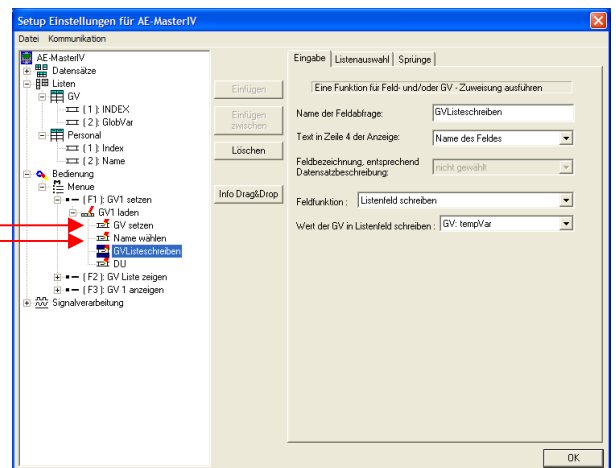 Setup Einstellungen für AE-MasterIV
Datei Kommunikation
AE-MasterIV
Datensätze
Listen
GV
( 1 ): INDEX
( 2 ): GlobVar
Personal
( 1 ): Index
( 2 ): Name
Bedienung
Menue
( F1 ): GV1 setzen
GV1 laden
GV setzen
Name wählen
GVListeschreiben
DU
( F2 ): GV Liste zeigen
( F3 ): GV 1 anzeigen
Signalverarbeitung
Einfügen
Einfügen
zwischen
Löschen
Info Drag&Drop
Eingabe Listenauswahl Sprünge
Eine Funktion für Feld- und/oder GV - Zuweisung ausführen
Name der Feldabfrage: GVListeschreiben
Text in Zeile 4 der Anzeige: Name des Feldes
Feldbezeichnung, entsprechend
Datensatzbeschreibung: nicht gewählt
Feldfunktion : Listenfeld schreiben
Wert der GV in Listenfeld schreiben : GV: tempVar
OK